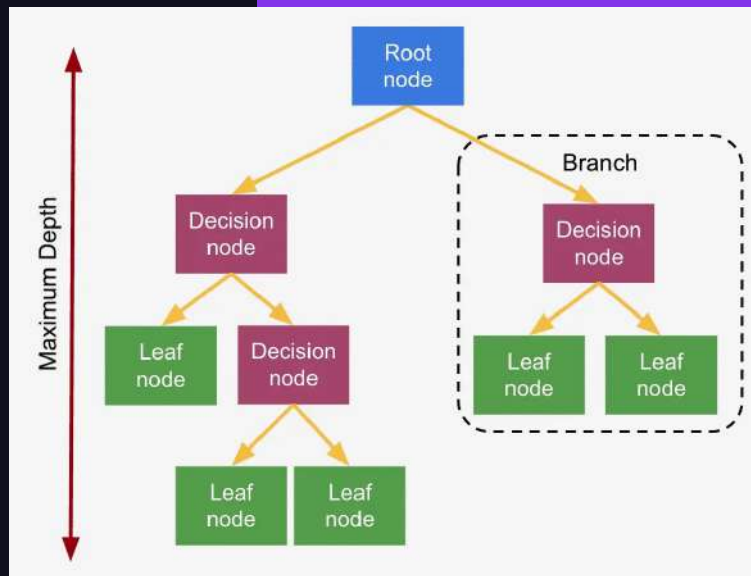 Root
node
Branch
Maximum Depth
Decision
node
Decision
node
Leaf
node
Decision
node
Leaf
node
Leaf
node
Leaf
node
Leaf
node